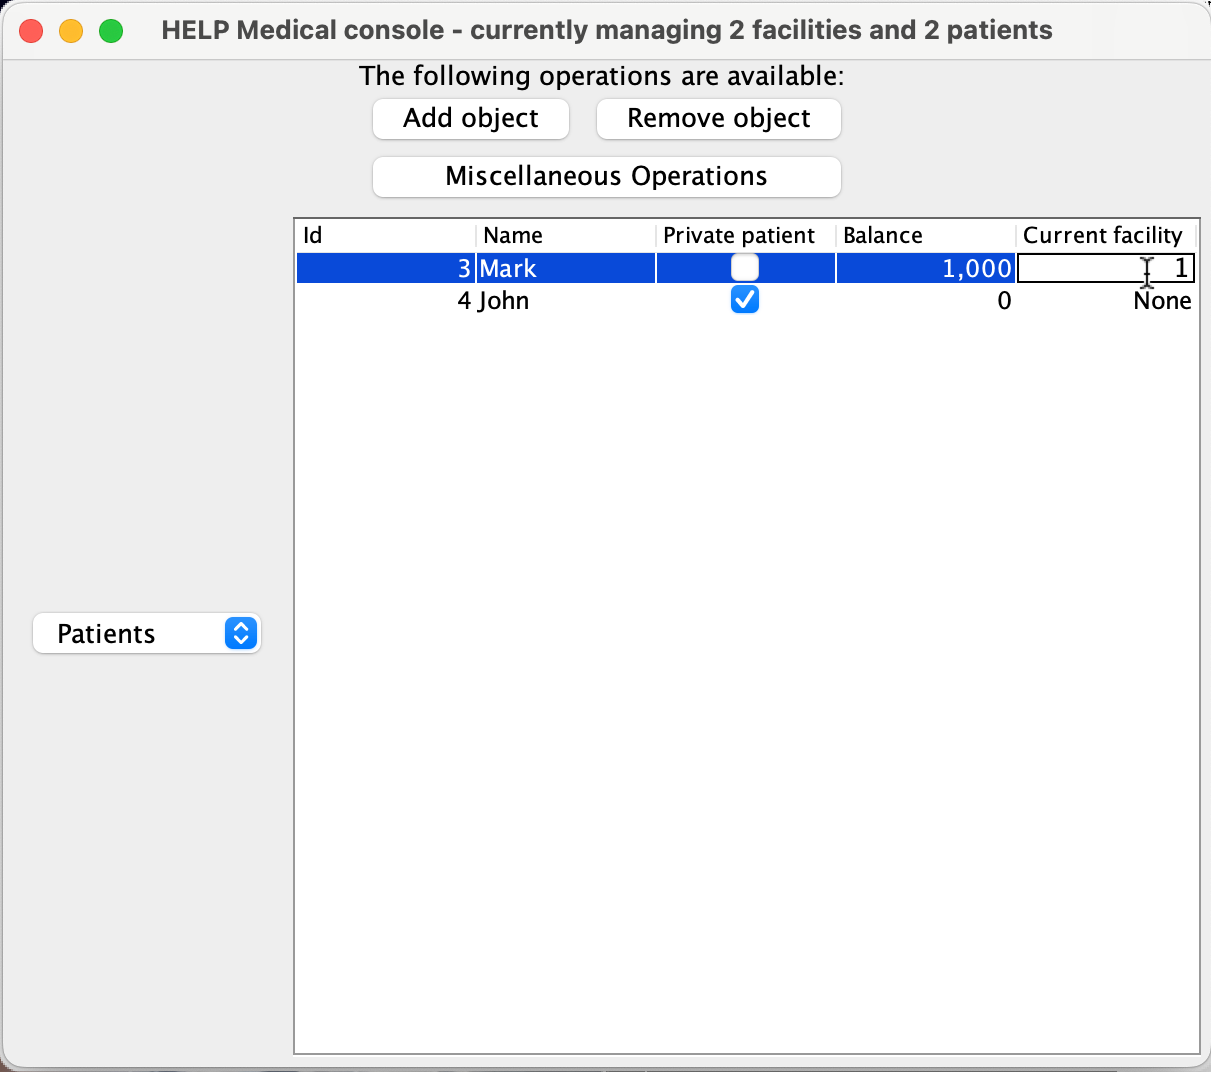 HELP Medical console - currently managing 2 facilities and 2 patients
The following operations are available:
Add object Remove object
Miscellaneous Operations
Id Name Private patient Balance Current facility
3 Mark 1,000 1
4 John 0 None
Patients